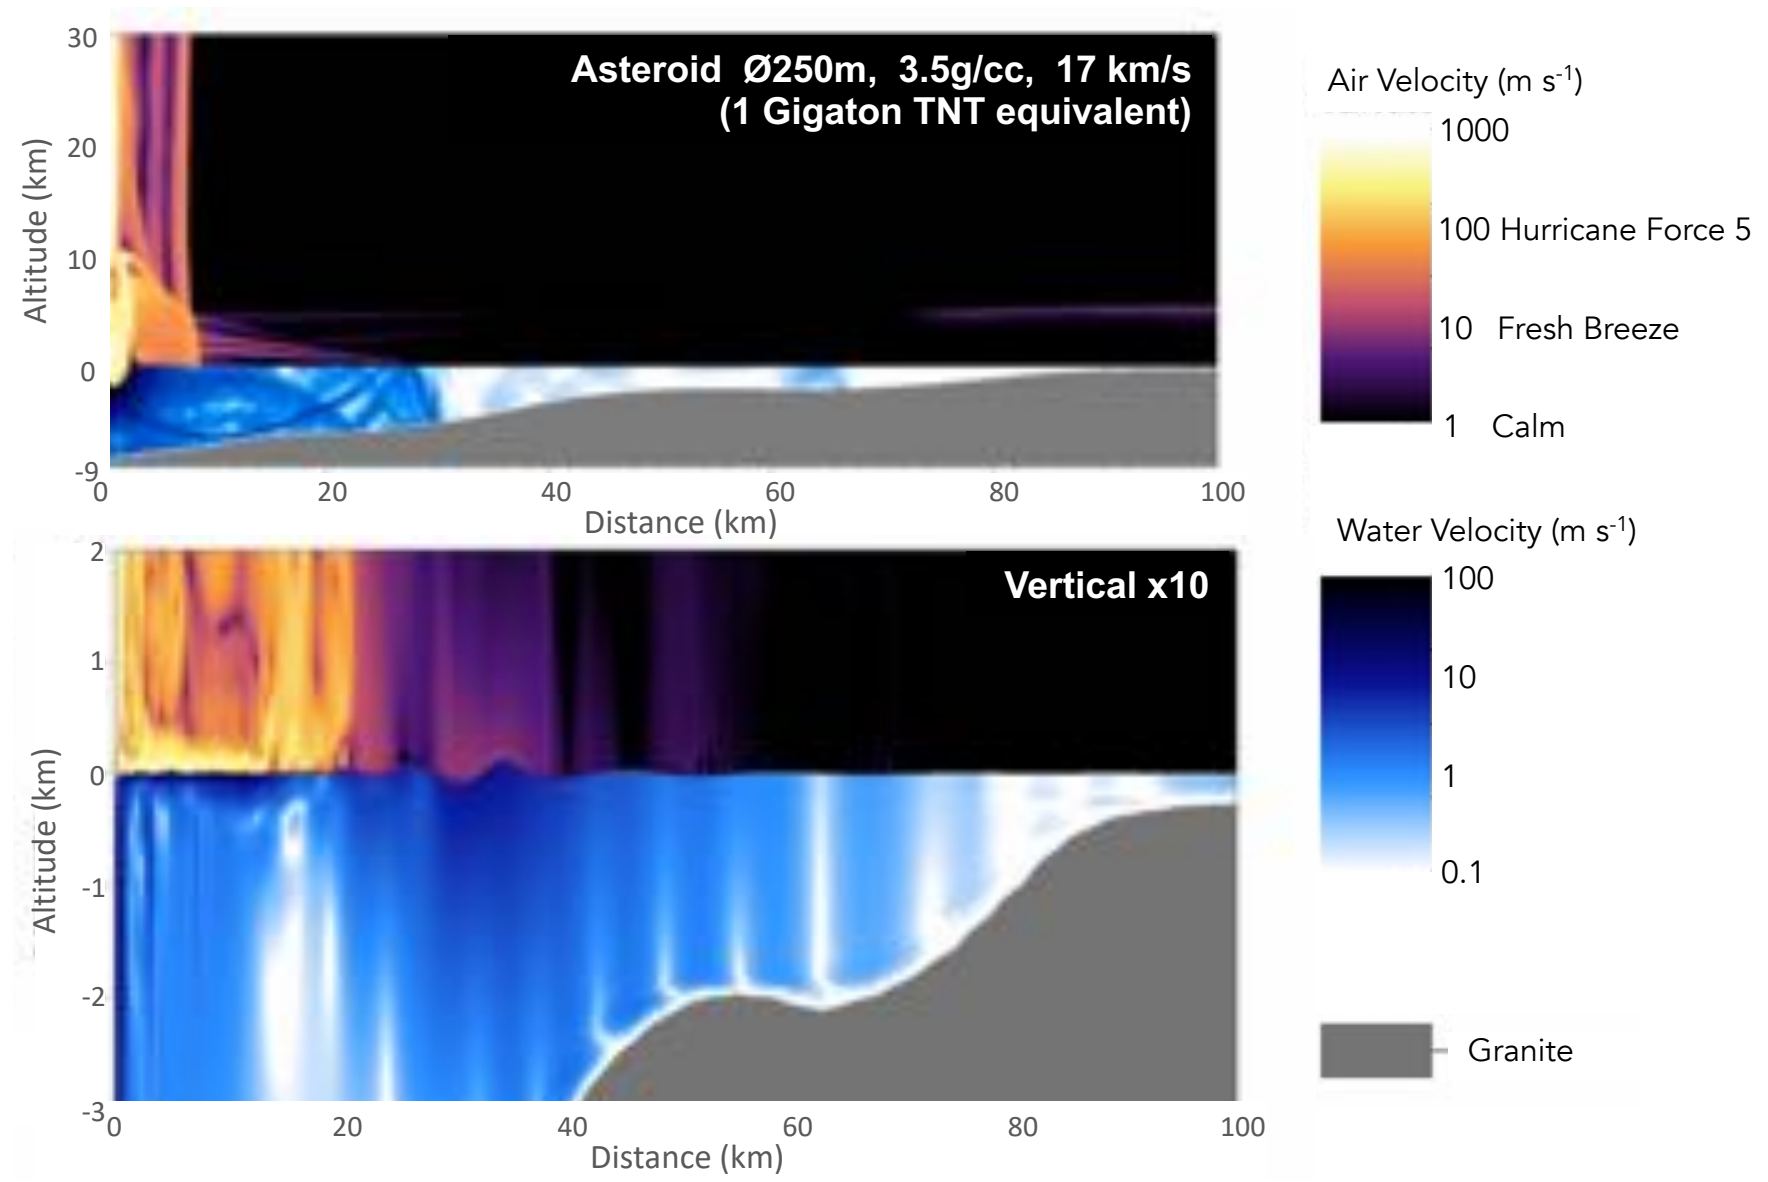 30
20
10
0
-9
Altitude (km)
Asteroid Ø250m, 3.5g/cc, 17 km/s
(1 Gigaton TNT equivalent)
0 20 40 60 80 100
Distance (km)
2
1
0
-1
-2
-3
Altitude (km)
Vertical x10
0 20 40 60 80 100
Distance (km)
Air Velocity (m s-1)
1000
100 Hurricane Force 5
10 Fresh Breeze
1 Calm
Water Velocity (m s-1)
100
10
1
0.1
Granite